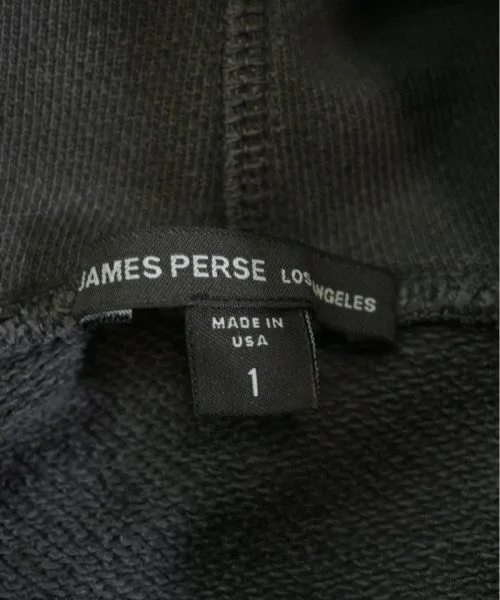 JAMES PERSE LOS ANGELES
MADE IN
USA
1